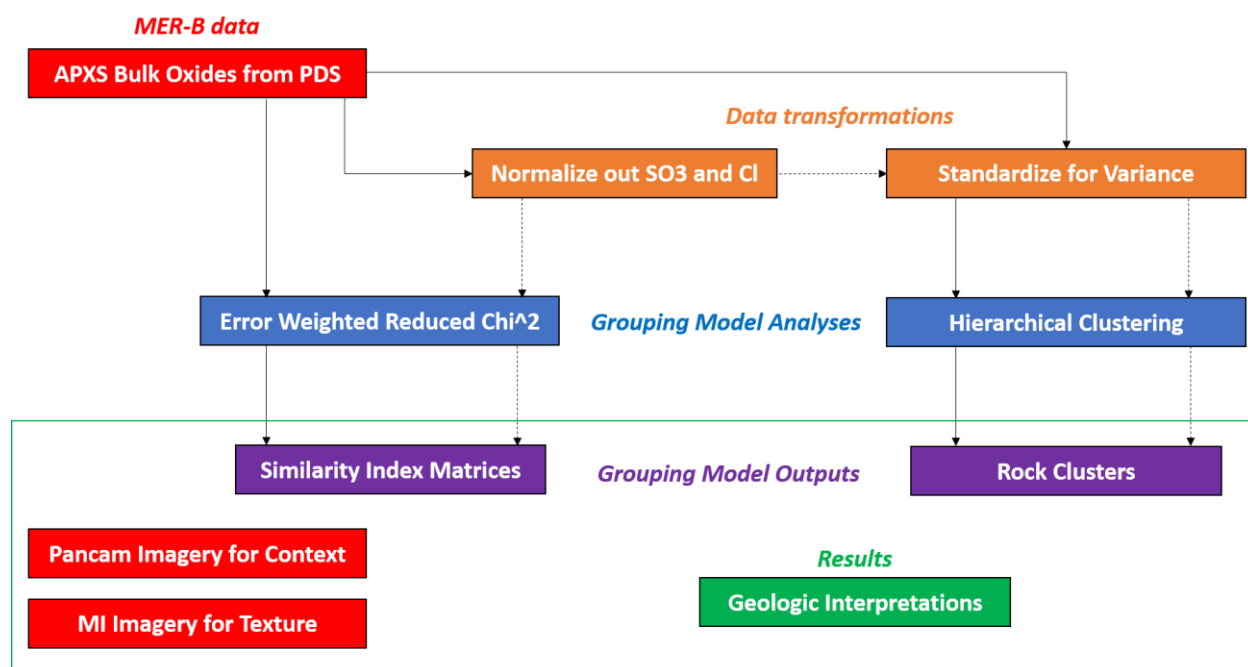 MER-B data
APXS Bulk Oxides from PDS
Data transformations
Normalize out SO3 and Cl
Standardize for Variance
Error Weighted Reduced Chi^2
Grouping Model Analyses
Hierarchical Clustering
Similarity Index Matrices
Grouping Model Outputs
Rock Clusters
Pancam Imagery for Context
Results
Geologic Interpretations
MI Imagery for Texture